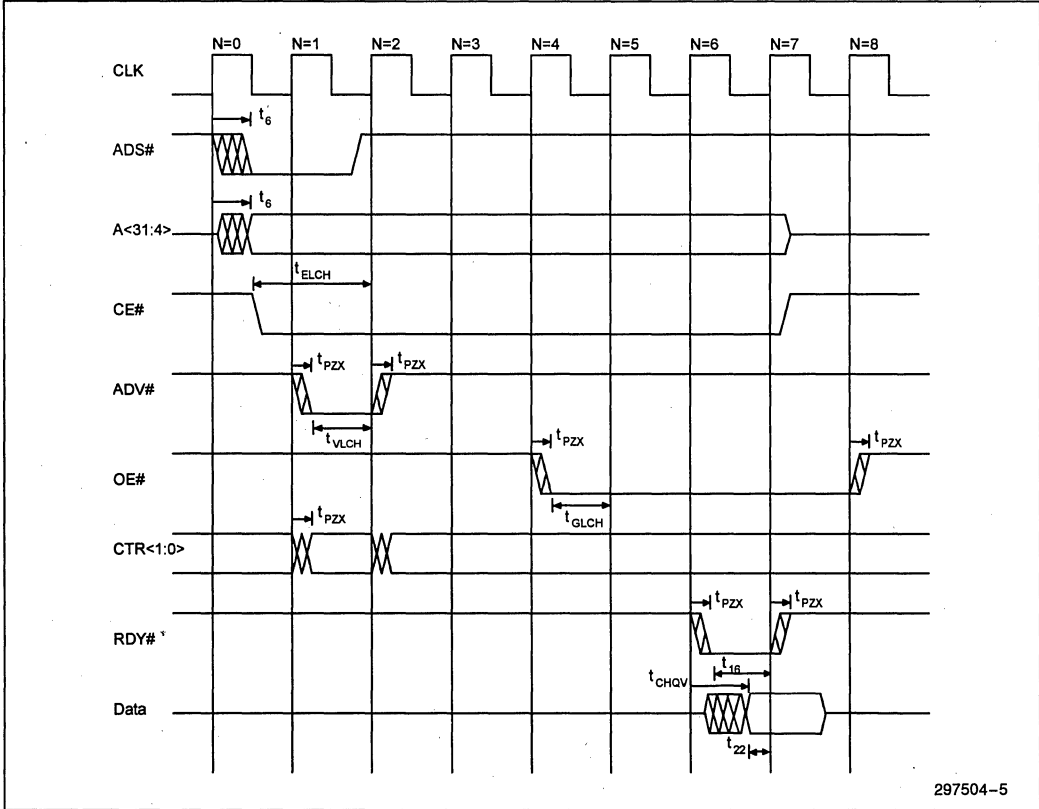 N=0 N=1 N=2 N=3 N=4 N=5 N=6 N=7 N=8
CLK
t6
ADS#
t6
A<31:4>
tELCH
CE#
tPZX tPZX
ADV#
tVLCH
tPZX tPZX
OE#
tGLCH
tPZX
CTR<1:0>
tPZX tPZX
RDY#
t16
tCHQV
Data
t22
297504-5